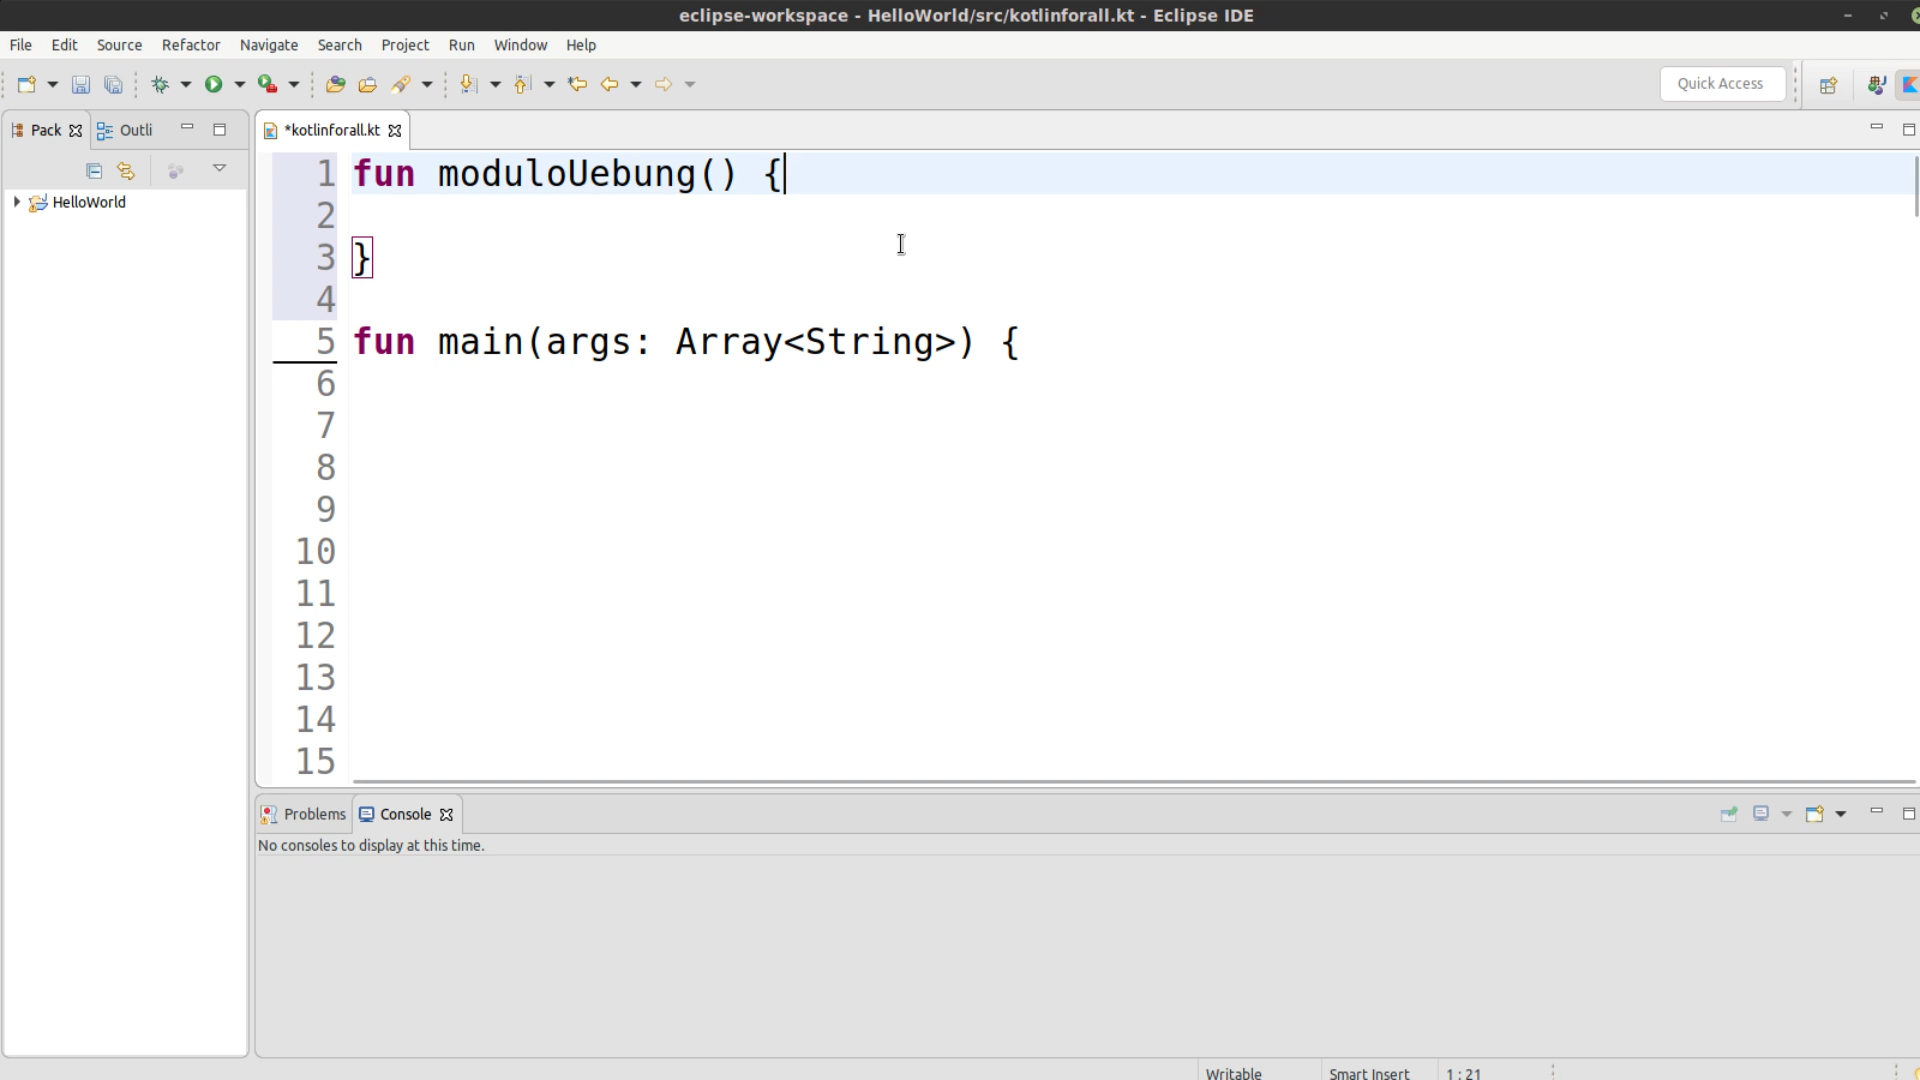 eclipse-workspace - HelloWorld/src/kotlinforall.kt - Eclipse IDE
File Edit Source Refactor Navigate Search Project Run Window Help
Quick Access
Pack Outli
*kotlinforall.kt
HelloWorld
1 fun moduloUebung() {
2
3 }
4
5 fun main(args: Array<String>) {
6
7
8
9
10
11
12
13
14
15
Problems Console
No consoles to display at this time.
Writable Smart Insert 1 : 21